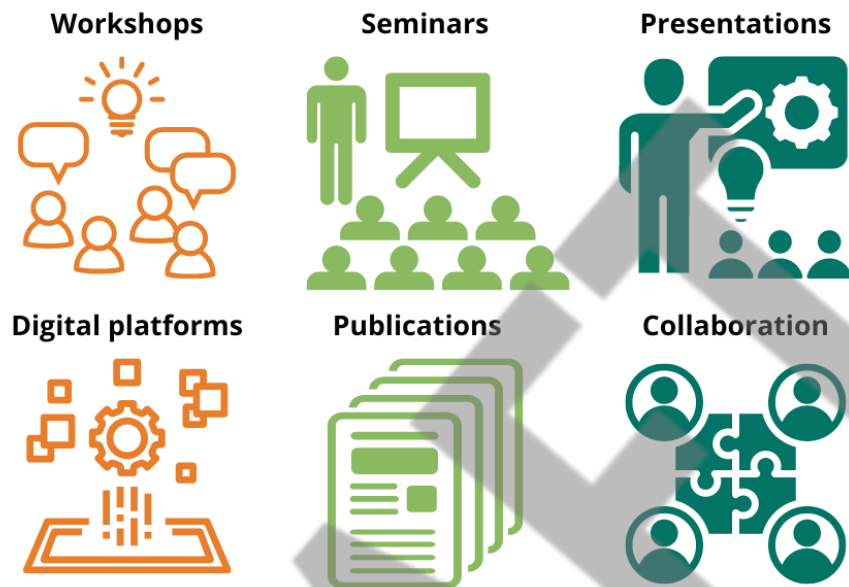 Workshops
Seminars
Presentations
Digital platforms
Publications
Collaboration